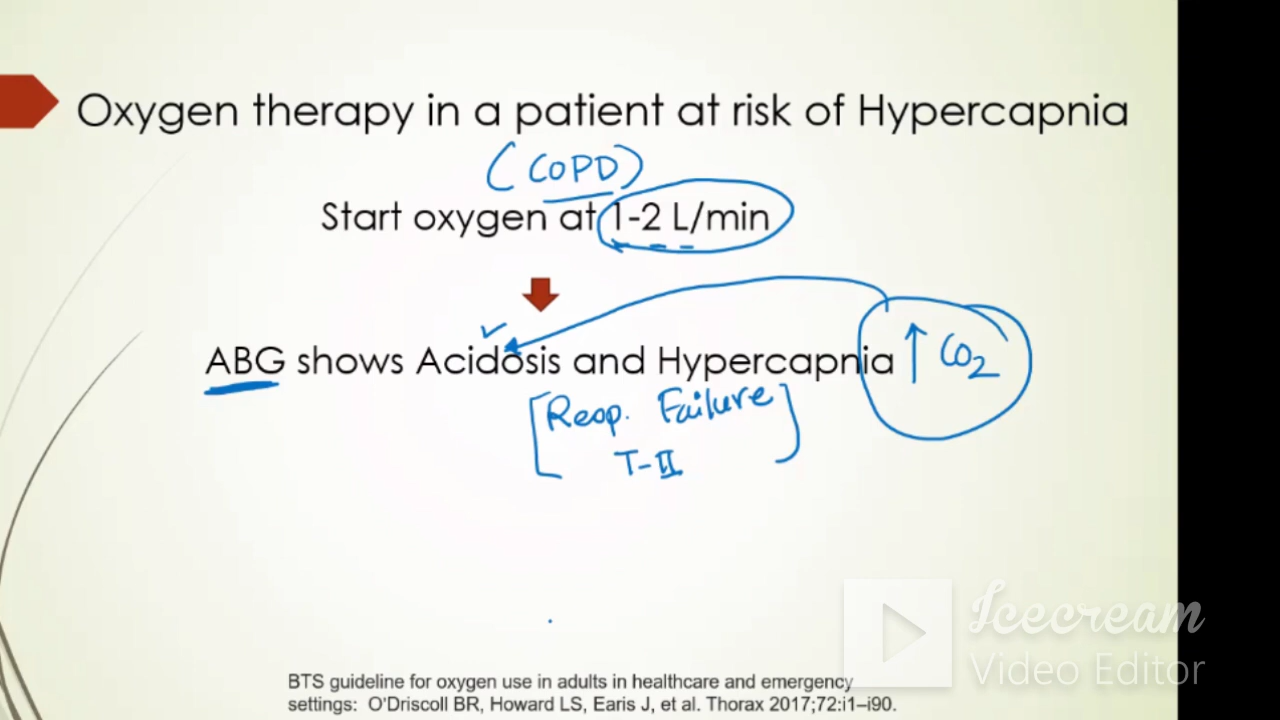 Oxygen therapy in a patient at risk of Hypercapnia
(COPD)
Start oxygen at 1-2 L/min
ABG shows Acidosis and Hypercapnia ↑ CO2
[Resp. Failure
T-II]
Icecream
Video Editor
BTS guideline for oxygen use in adults in healthcare and emergency
settings: O'Driscoll BR, Howard LS, Earis J, et al. Thorax 2017;72:i1–i90.